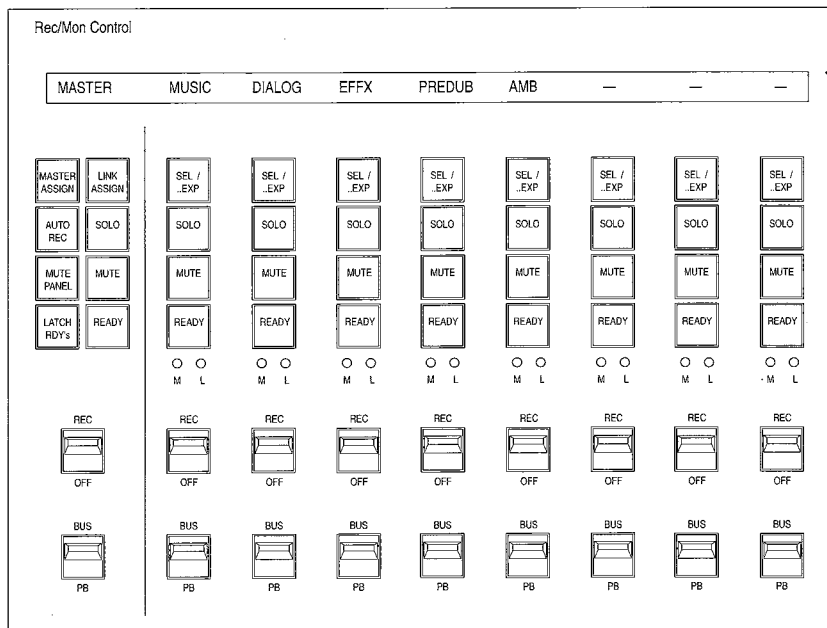 Rec/Mon Control
MASTER MUSIC DIALOG EFFX PREDUB AMB — — —
MASTER LINK SEL / SEL / SEL / SEL / SEL / SEL / SEL / SEL /
ASSIGN ASSIGN ..EXP ..EXP ..EXP ..EXP ..EXP ..EXP ..EXP ..EXP
AUTO REC SOLO SOLO SOLO SOLO SOLO SOLO SOLO SOLO SOLO
MUTE PANEL MUTE MUTE MUTE MUTE MUTE MUTE MUTE MUTE MUTE
LATCH RDY's READY READY READY READY READY READY READY READY READY
M L M L M L M L M L M L M L M L
REC REC REC REC REC REC REC REC REC
OFF OFF OFF OFF OFF OFF OFF OFF OFF
BUS BUS BUS BUS BUS BUS BUS BUS BUS
PB PB PB PB PB PB PB PB PB